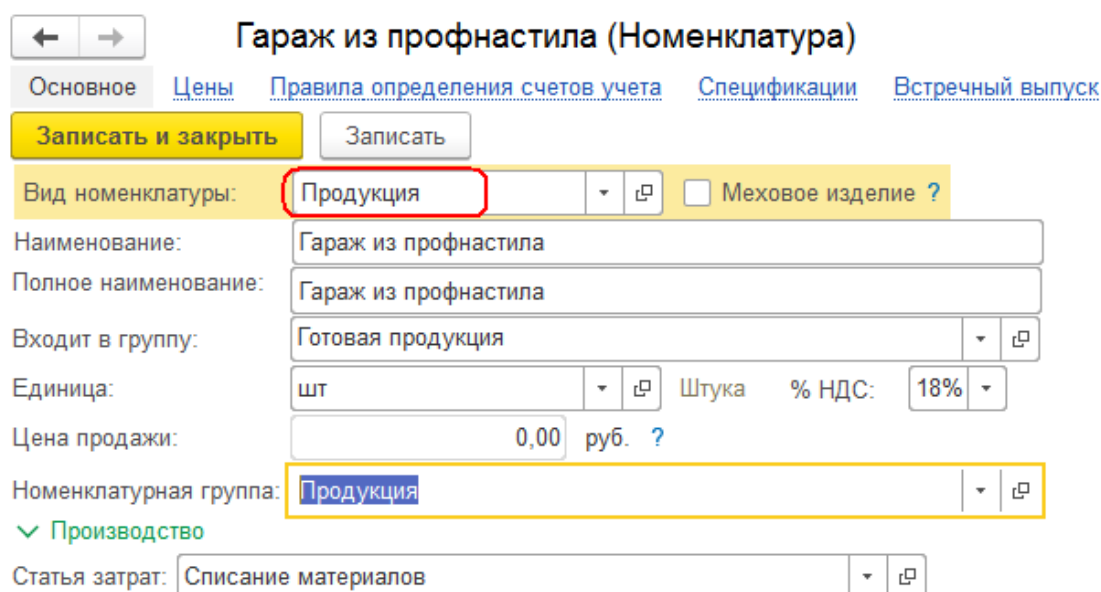 Гараж из профнастила (Номенклатура)
Основное Цены Правила определения счетов учета Спецификации Встречный выпуск
Записать и закрыть Записать
Вид номенклатуры: Продукция Меховое изделие ?
Наименование: Гараж из профнастила
Полное наименование: Гараж из профнастила
Входит в группу: Готовая продукция
Единица: шт Штука % НДС: 18%
Цена продажи: 0,00 руб. ?
Номенклатурная группа: Продукция
Производство
Статья затрат: Списание материалов